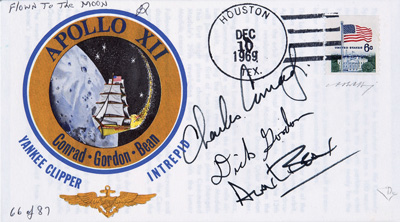 FLOWN TO THE MOON
APOLLO XII
Conrad • Gordon • Bean
YANKEE CLIPPER
INTREPID
66 of 87
HOUSTON
DEC
10
1969
TEX.
UNITED STATES
6c
Charles Conrad Jr.
Dick Gordon
Alan Bean